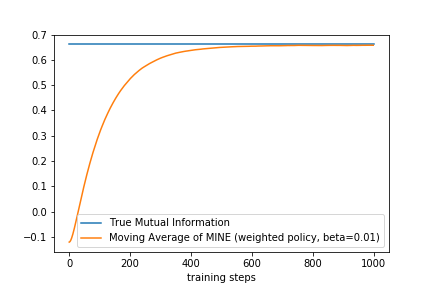 0.7
0.6
0.5
0.4
0.3
0.2
0.1
0.0
−0.1
True Mutual Information
Moving Average of MINE (weighted policy, beta=0.01)
0 200 400 600 800 1000
training steps